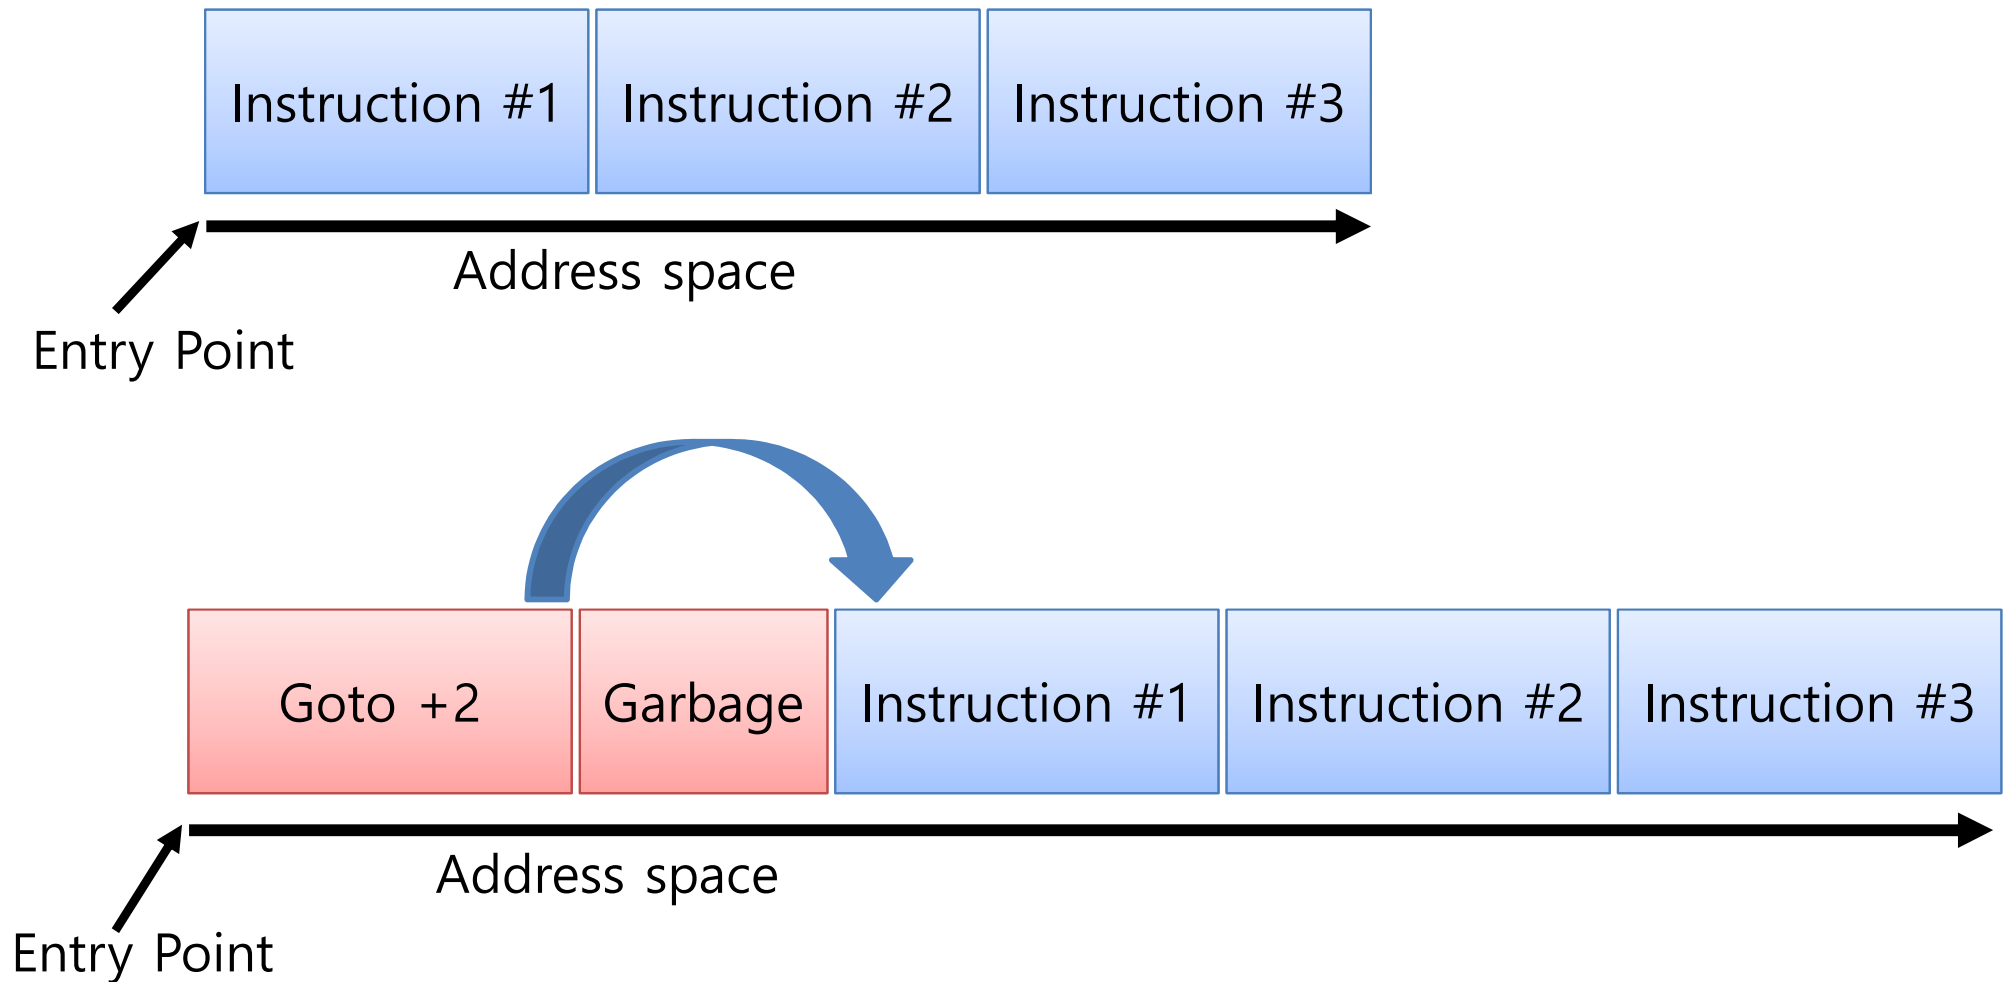 Instruction #1
Instruction #2
Instruction #3
Address space
Entry Point
Goto +2
Garbage
Instruction #1
Instruction #2
Instruction #3
Address space
Entry Point